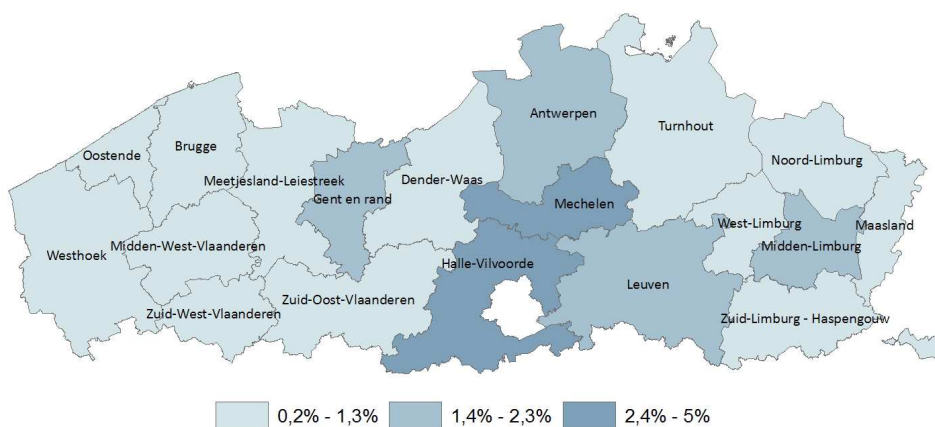 Antwerpen
Turnhout
Oostende
Brugge
Noord-Limburg
Meetjesland-Leiestreek
Dender-Waas
Gent en rand
Mechelen
West-Limburg
Maasland
Westhoek
Midden-West-Vlaanderen
Midden-Limburg
Halle-Vilvoorde
Leuven
Zuid-Oost-Vlaanderen
Zuid-West-Vlaanderen
Zuid-Limburg - Haspengouw
0,2% - 1,3%
1,4% - 2,3%
2,4% - 5%